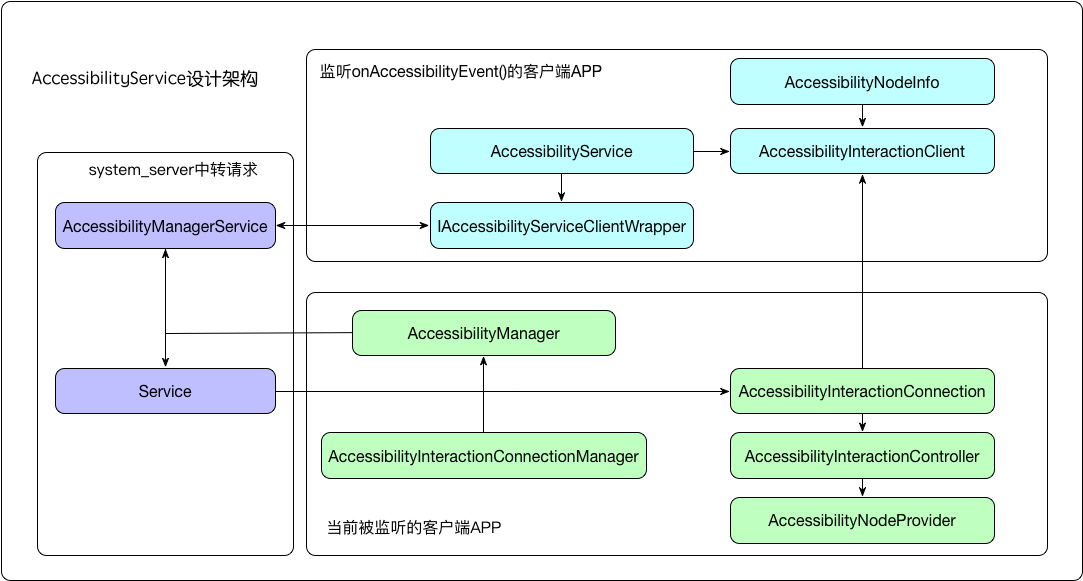 AccessibilityService设计架构
监听onAccessibilityEvent()的客户端APP
AccessibilityNodeInfo
AccessibilityService
AccessibilityInteractionClient
IAccessibilityServiceClientWrapper
system_server中转请求
AccessibilityManagerService
Service
AccessibilityManager
AccessibilityInteractionConnection
AccessibilityInteractionConnectionManager
AccessibilityInteractionController
AccessibilityNodeProvider
当前被监听的客户端APP